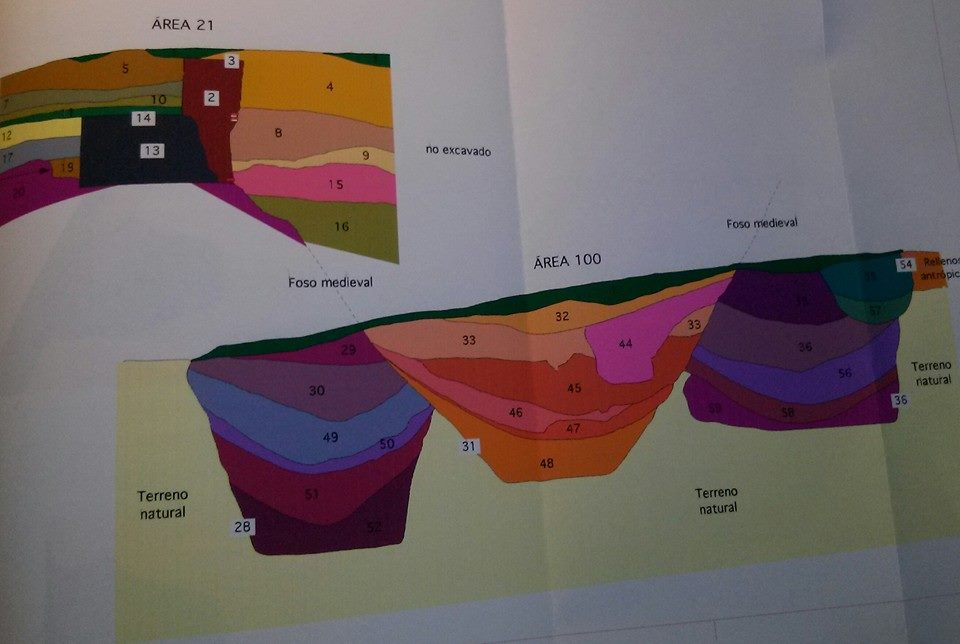 ÁREA 21
3
5
4
7
10
2
14
8
12
13
17
9
19
15
20
16
no excavado
Foso medieval
Foso medieval
ÁREA 100
54
Rellenos
antrópic
32
33
33
29
44
36
30
45
56
Terreno
natural
46
58
36
49
50
47
31
48
51
Terreno
natural
Terreno
natural
28
52